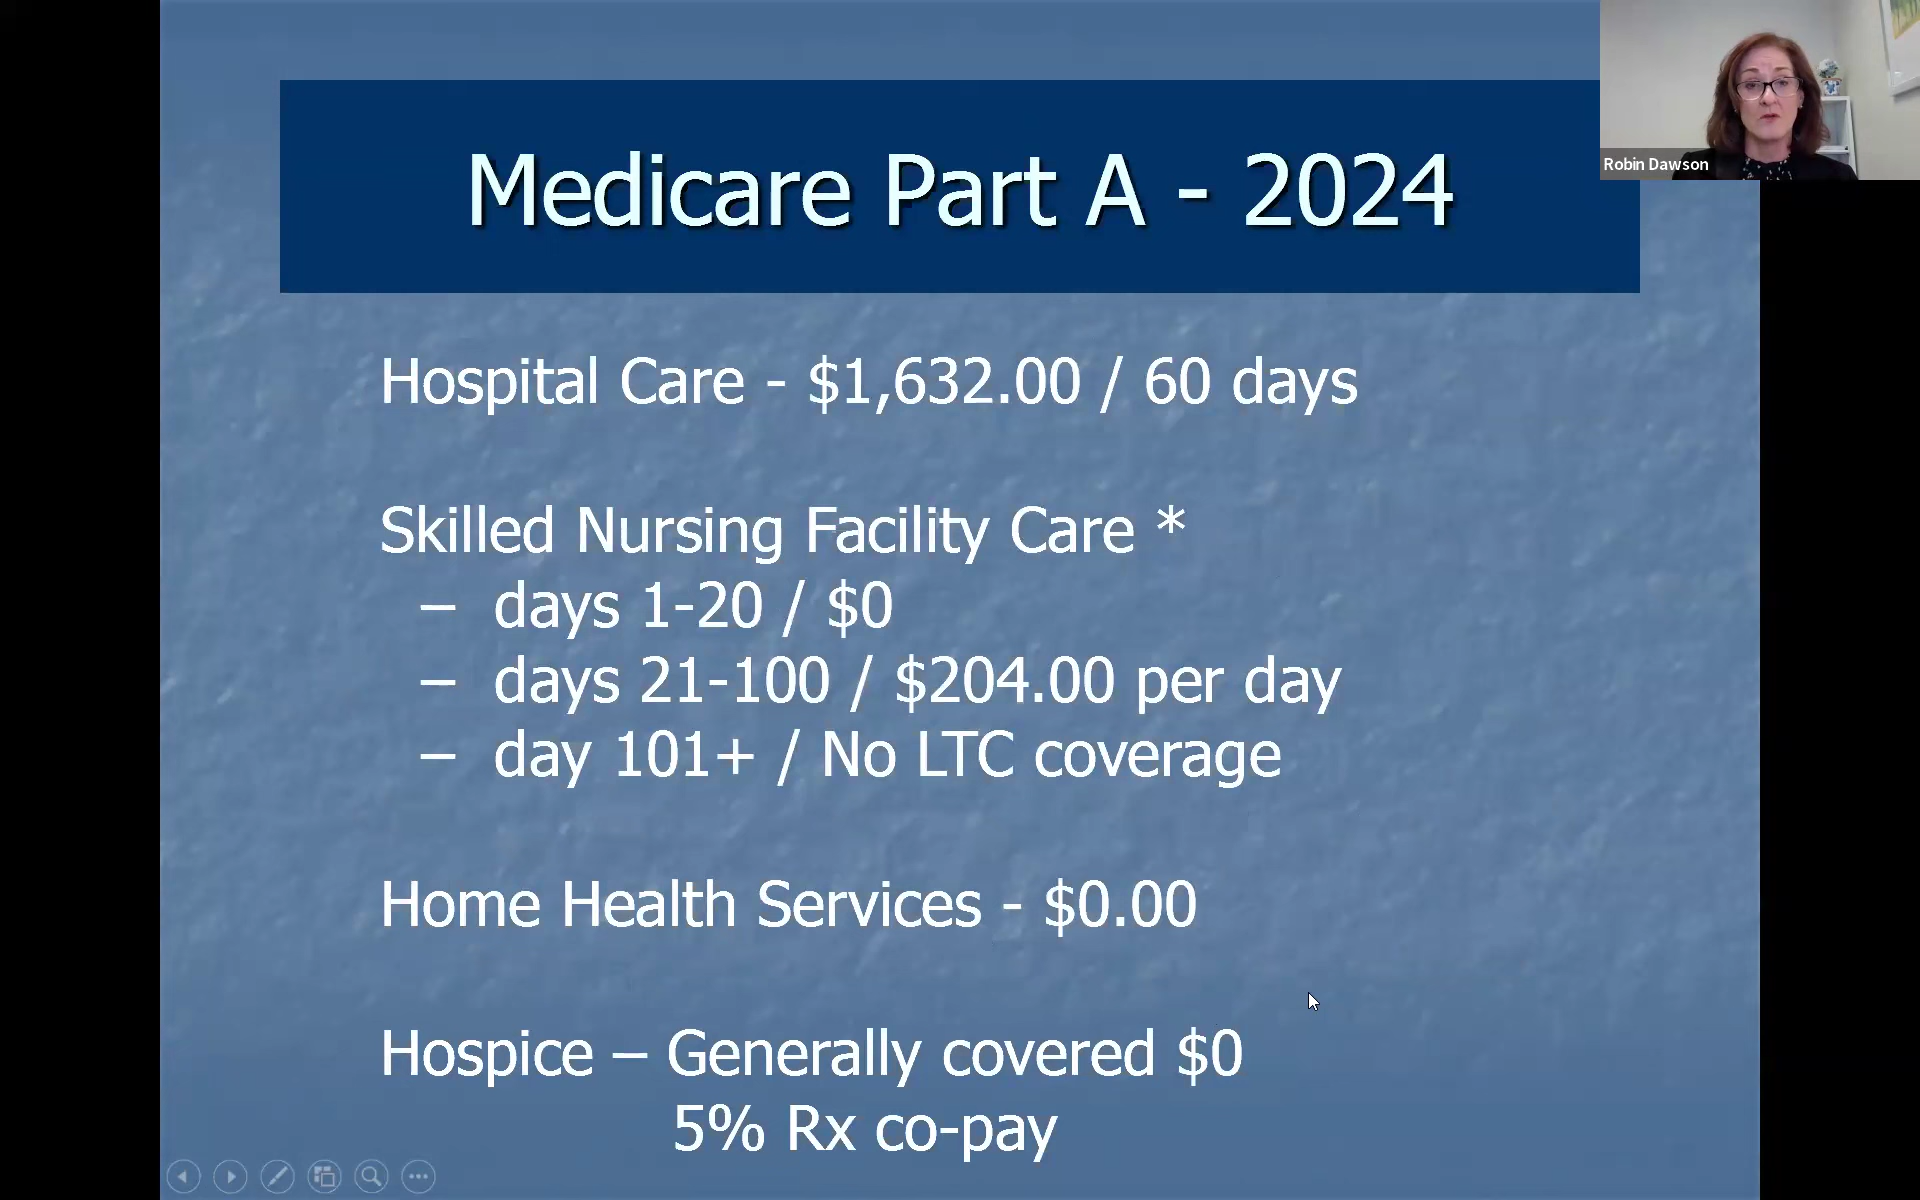 Medicare Part A - 2024
Robin Dawson
Hospital Care - $1,632.00 / 60 days
Skilled Nursing Facility Care *
– days 1-20 / $0
– days 21-100 / $204.00 per day
– day 101+ / No LTC coverage
Home Health Services - $0.00
Hospice – Generally covered $0
5% Rx co-pay